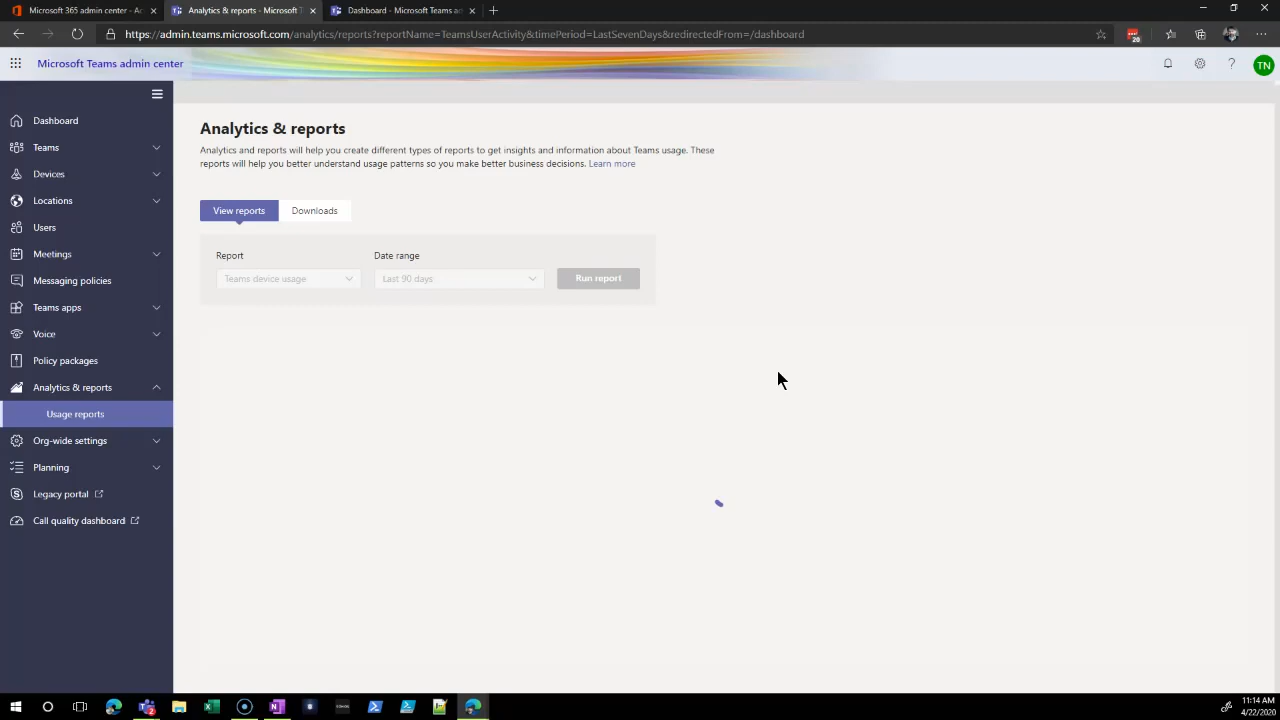 Microsoft 365 admin center - Ac
Analytics & reports - Microsoft T
Dashboard - Microsoft Teams ad
https://admin.teams.microsoft.com/analytics/reports?reportName=TeamsUserActivity&timePeriod=LastSevenDays&redirectedFrom=/dashboard
20
Microsoft Teams admin center
TN
Dashboard
Teams
Devices
Locations
Users
Meetings
Messaging policies
Teams apps
Voice
Policy packages
Analytics & reports
Usage reports
Org-wide settings
Planning
Legacy portal
Call quality dashboard
Analytics & reports
Analytics and reports will help you create different types of reports to get insights and information about Teams usage. These
reports will help you better understand usage patterns so you make better business decisions. Learn more
View reports Downloads
Report Date range
Teams device usage Last 90 days Run report
11:14 AM
4/22/2020